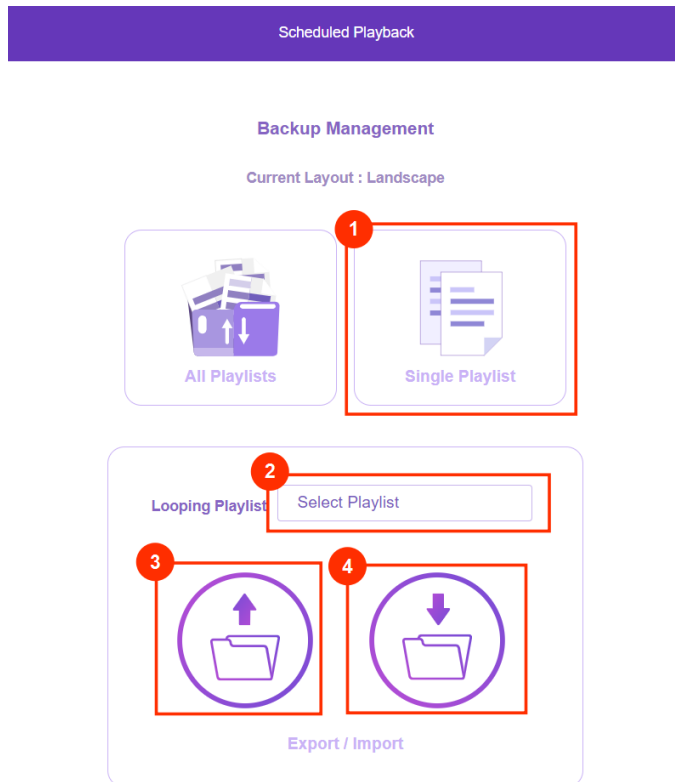 Scheduled Playback
Backup Management
Current Layout : Landscape
1
All Playlists
Single Playlist
2
Looping Playlist
Select Playlist
3
4
Export / Import